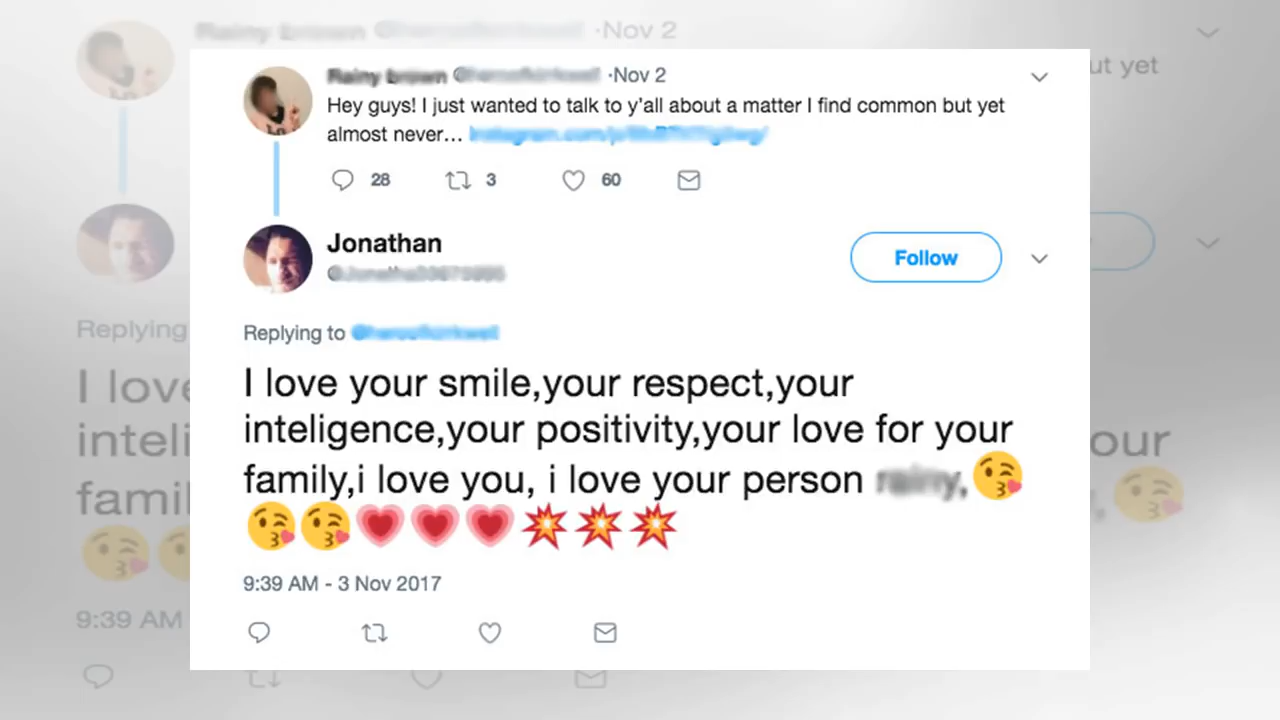 ·Nov 2
Hey guys! I just wanted to talk to y'all about a matter I find common but yet
almost never...
28
3
60
Jonathan
Follow
Replying to
I love your smile,your respect,your
inteligence,your positivity,your love for your
family,i love you, i love your person
9:39 AM - 3 Nov 2017